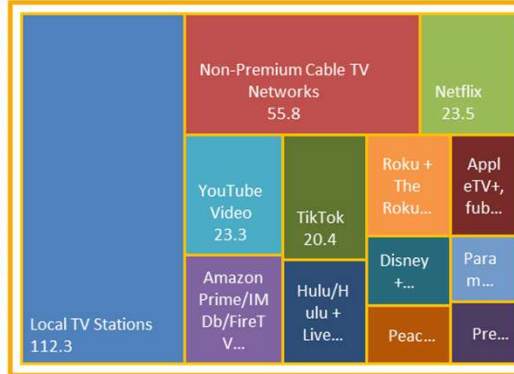 Local TV Stations
112.3
Non-Premium Cable TV
Networks
55.8
Netflix
23.5
YouTube
Video
23.3
TikTok
20.4
Roku +
The
Roku...
Appl
eTV+,
fub...
Amazon
Prime/IM
Db/FireT
V...
Hulu/H
ulu +
Live...
Disney
+...
Para
m...
Peac...
Pre...